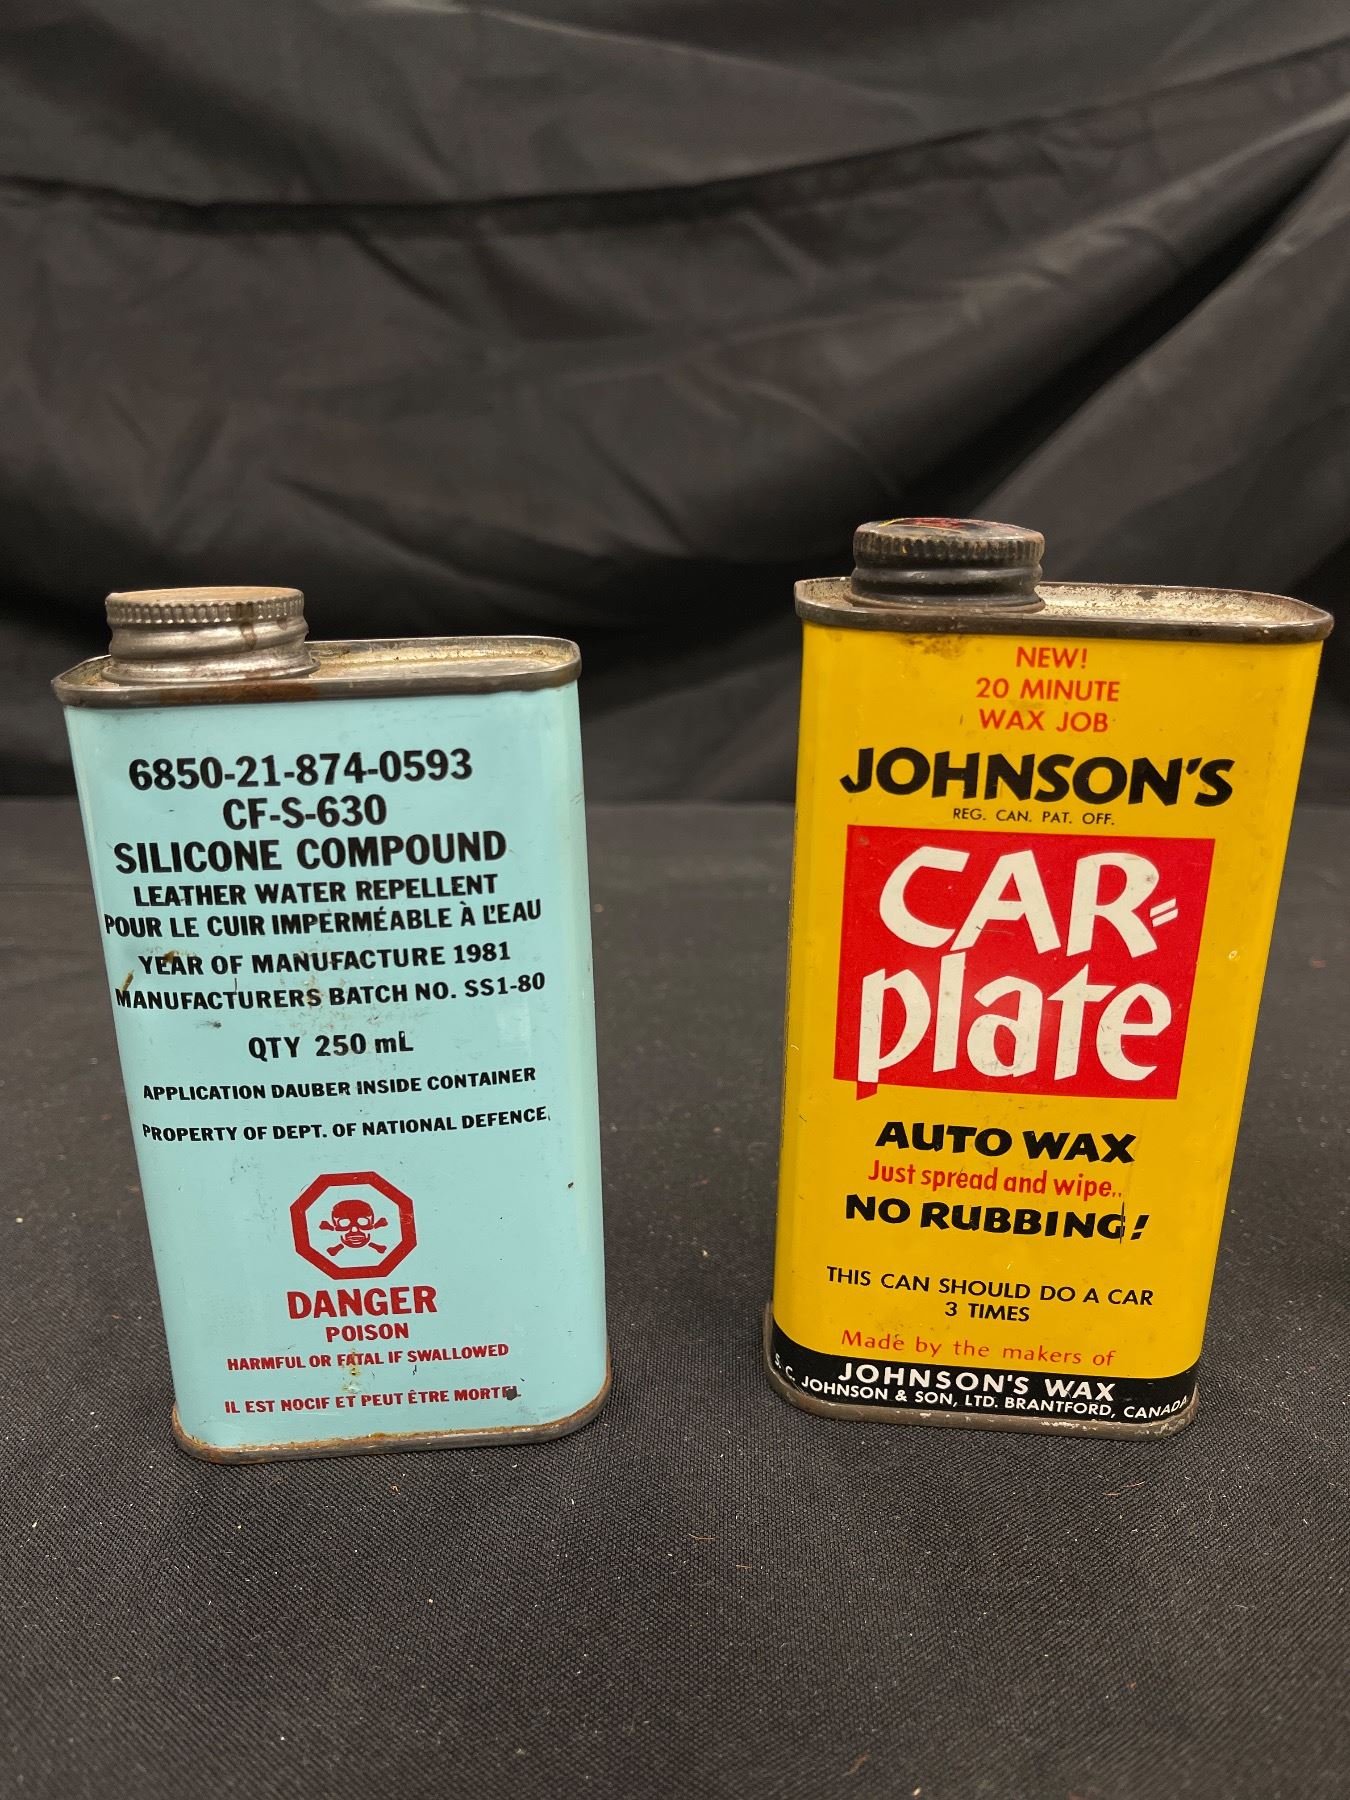 6850-21-874-0593
CF-S-630
SILICONE COMPOUND
LEATHER WATER REPELLENT
POUR LE CUIR IMPERMÉABLE À L'EAU
YEAR OF MANUFACTURE 1981
MANUFACTURERS BATCH NO. SS1-80
QTY 250 mL
APPLICATION DAUBER INSIDE CONTAINER
PROPERTY OF DEPT. OF NATIONAL DEFENCE.
DANGER
POISON
HARMFUL OR FATAL IF SWALLOWED
IL EST NOCIF ET PEUT ÊTRE MORTEL
NEW!
20 MINUTE
WAX JOB
JOHNSON'S
REG. CAN. PAT. OFF.
CAR-
plate
AUTO WAX
Just spread and wipe..
NO RUBBING!
THIS CAN SHOULD DO A CAR
3 TIMES
Made by the makers of
JOHNSON'S WAX
S. C. JOHNSON & SON, LTD. BRANTFORD, CANADA